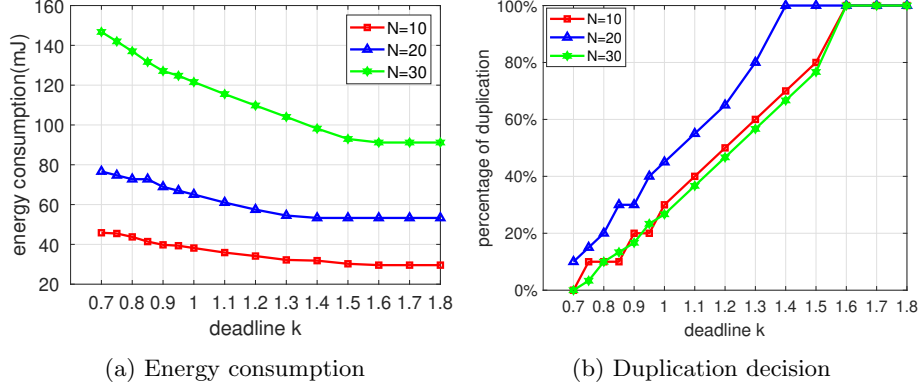 160
140
120
100
80
60
40
20
energy consumption(mJ)
N=10
N=20
N=30
0.7 0.8 0.9 1 1.1 1.2 1.3 1.4 1.5 1.6 1.7 1.8
deadline k
(a) Energy consumption
100%
80%
60%
40%
20%
0%
percentage of duplication
N=10
N=20
N=30
0.7 0.8 0.9 1 1.1 1.2 1.3 1.4 1.5 1.6 1.7 1.8
deadline k
(b) Duplication decision